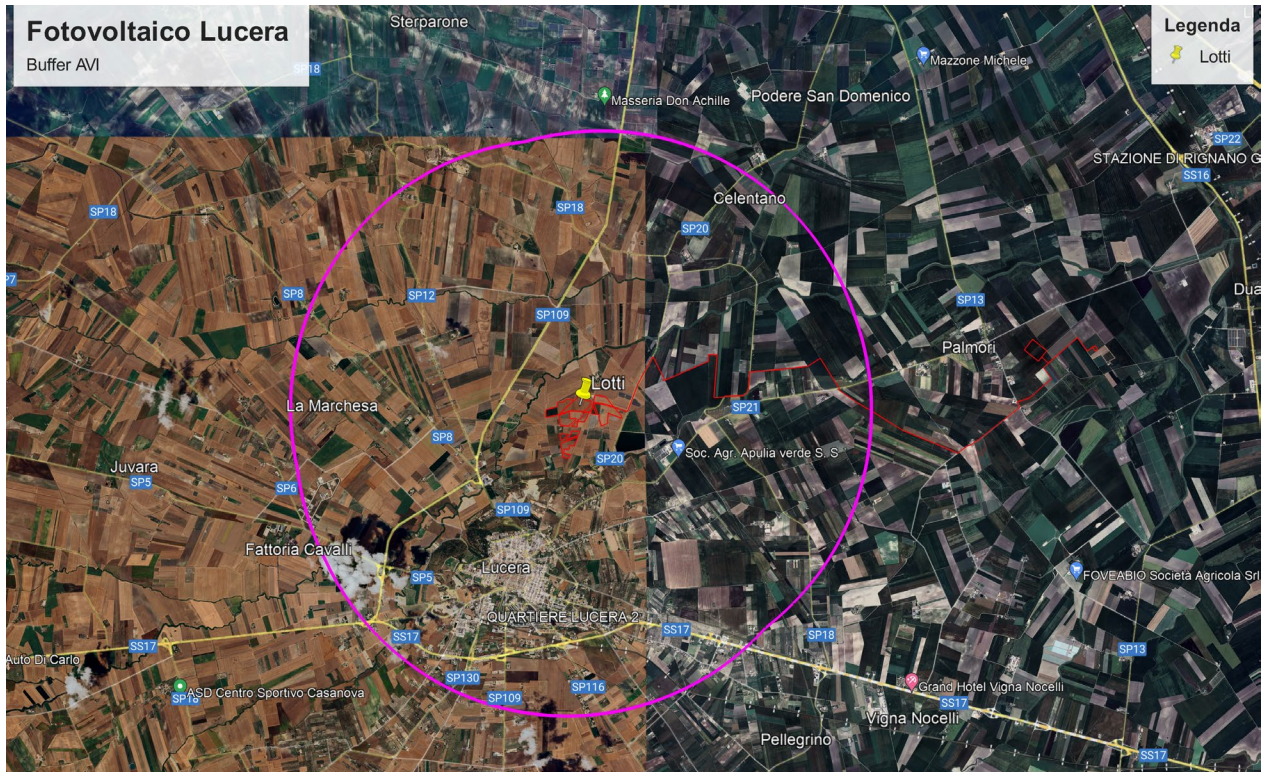 Fotovoltaico Lucera
Buffer AVI
Legenda
Lotti
Sterparone
SP18
Mazzone Michele
Masseria Don Achille
Podere San Domenico
SP22
STAZIONE DI RIGNANO G
SS16
Celentano
SP18
SP18
SP20
P7
SP8
SP12
SP13
Dua
SP109
Palmori
Lotti
La Marchesa
SP21
SP8
Soc. Agr. Apulia verde S. S
SP20
Juvara
SP5
SP6
SP109
Fattoria Cavalli
Lucera
SP5
FOVEABIO Società Agricola Srl
QUARTIERE LUCERA 2
SS17
SS17
SP18
SS17
SP13
Auto Di Carlo
SP130
SP116
Grand Hotel Vigna Nocelli
ASD Centro Sportivo Casanova
SP18
SP109
SS17
Vigna Nocelli
Pellegrino
SS17